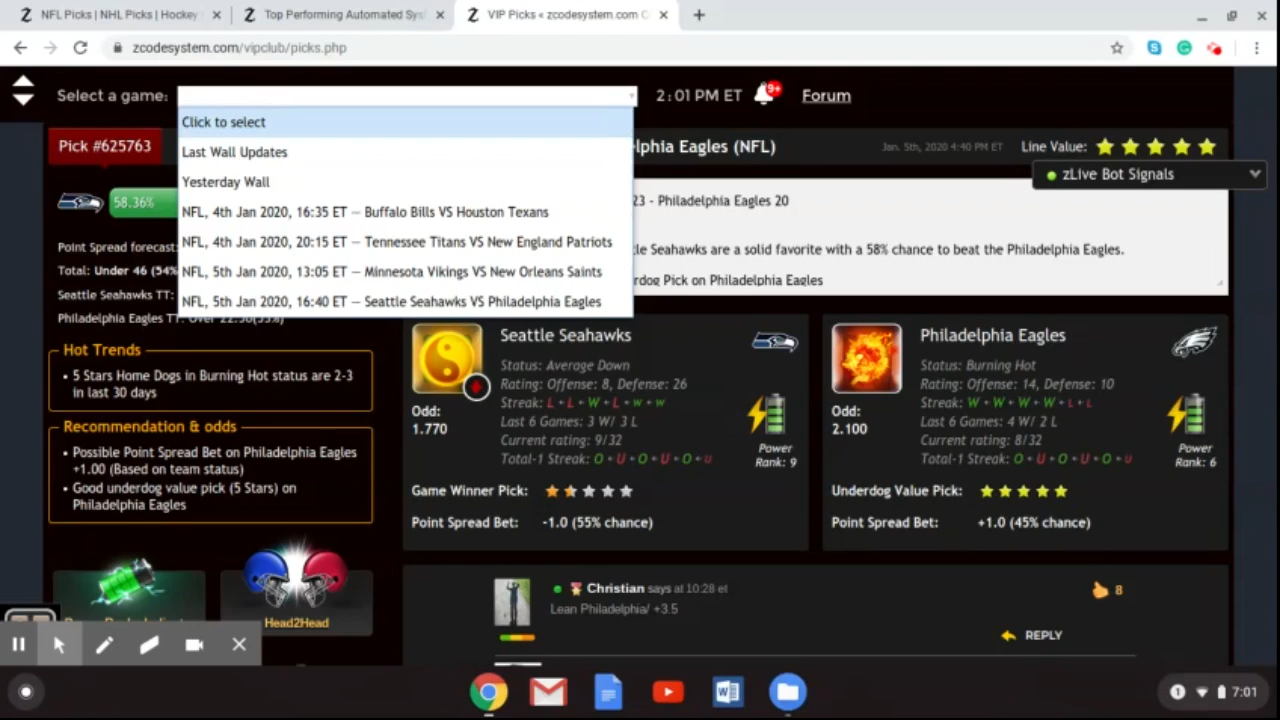 NFL Picks | NHL Picks | Hockey
Top Performing Automated Sys
VIP Picks « zcodesystem.com C
zcodesystem.com/vipclub/picks.php
Select a game:
2:01 PM ET
9+
Forum
Click to select
Last Wall Updates
Yesterday Wall
NFL, 4th Jan 2020, 16:35 ET — Buffalo Bills VS Houston Texans
NFL, 4th Jan 2020, 20:15 ET — Tennessee Titans VS New England Patriots
NFL, 5th Jan 2020, 13:05 ET — Minnesota Vikings VS New Orleans Saints
NFL, 5th Jan 2020, 16:40 ET — Seattle Seahawks VS Philadelphia Eagles
Pick #625763
lphia Eagles (NFL)
Jan. 5th, 2020 4:40 PM ET
Line Value:
zLive Bot Signals
58.36%
23 - Philadelphia Eagles 20
le Seahawks are a solid favorite with a 58% chance to beat the Philadelphia Eagles.
rdog Pick on Philadelphia Eagles
Point Spread forecast:
Total: Under 46 (54%
Seattle Seahawks TT:
Philadelphia Eagles TT: Over 22.50(55%)
Hot Trends
• 5 Stars Home Dogs in Burning Hot status are 2-3
in last 30 days
Recommendation & odds
• Possible Point Spread Bet on Philadelphia Eagles
+1.00 (Based on team status)
• Good underdog value pick (5 Stars) on
Philadelphia Eagles
Head2Head
Seattle Seahawks
Status: Average Down
Rating: Offense: 8, Defense: 26
Streak: L + L + W + L + w + w
Last 6 Games: 3 W/ 3 L
Current rating: 9/32
Total-1 Streak: O + U + O + U + O + U
Odd:
1.770
Power
Rank: 9
Game Winner Pick:
Point Spread Bet: -1.0 (55% chance)
Philadelphia Eagles
Status: Burning Hot
Rating: Offense: 14, Defense: 10
Streak: W + W + W + W + L + L
Last 6 Games: 4 W/ 2 L
Current rating: 8/32
Total-1 Streak: O + U + O + U + O + U
Odd:
2.100
Power
Rank: 6
Underdog Value Pick:
Point Spread Bet: +1.0 (45% chance)
Christian says at 10:28 et
Lean Philadelphia/ +3.5
8
REPLY
7:01